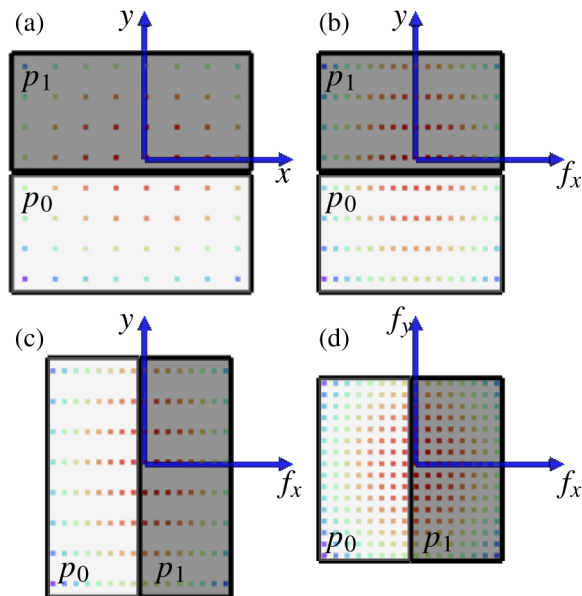 (a) y (b) y
p1 p1
x fx
p0 p0
(c) y (d) fy
fx fx
p0 p1 p0 p1